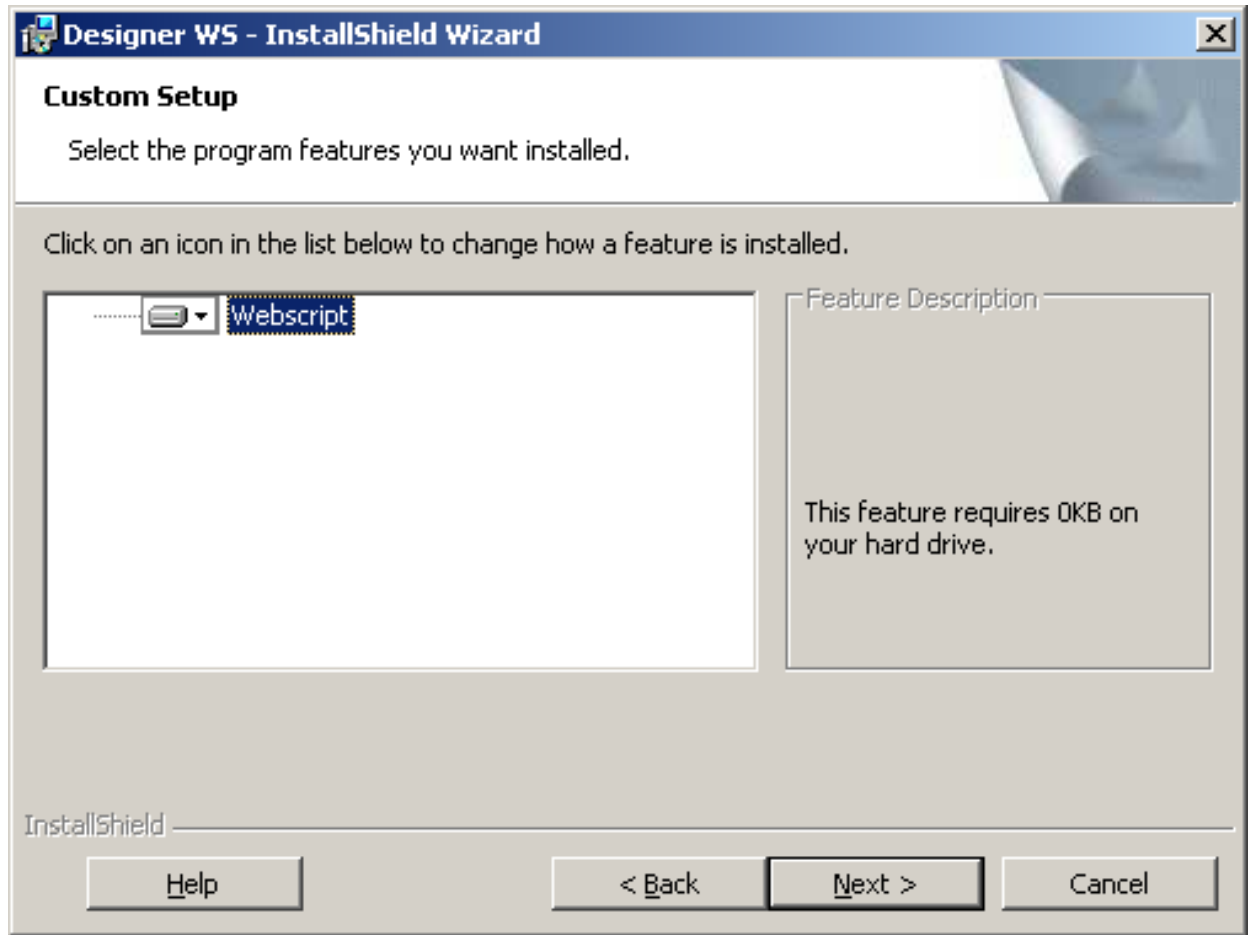 Designer WS - InstallShield Wizard
Custom Setup
Select the program features you want installed.
Click on an icon in the list below to change how a feature is installed.
Webscript
Feature Description
This feature requires 0KB on
your hard drive.
InstallShield
Help
< Back
Next >
Cancel